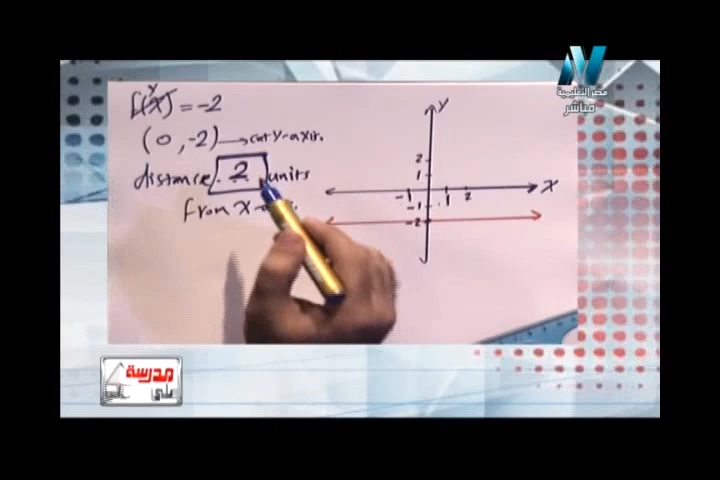 مصر التعليمية
مباشر
y
f(x) = -2
(0, -2) → cut y-axis.
distance 2 units
from x-
y
2
1
-1 1 2 x
-1
-2
مدرسة
على